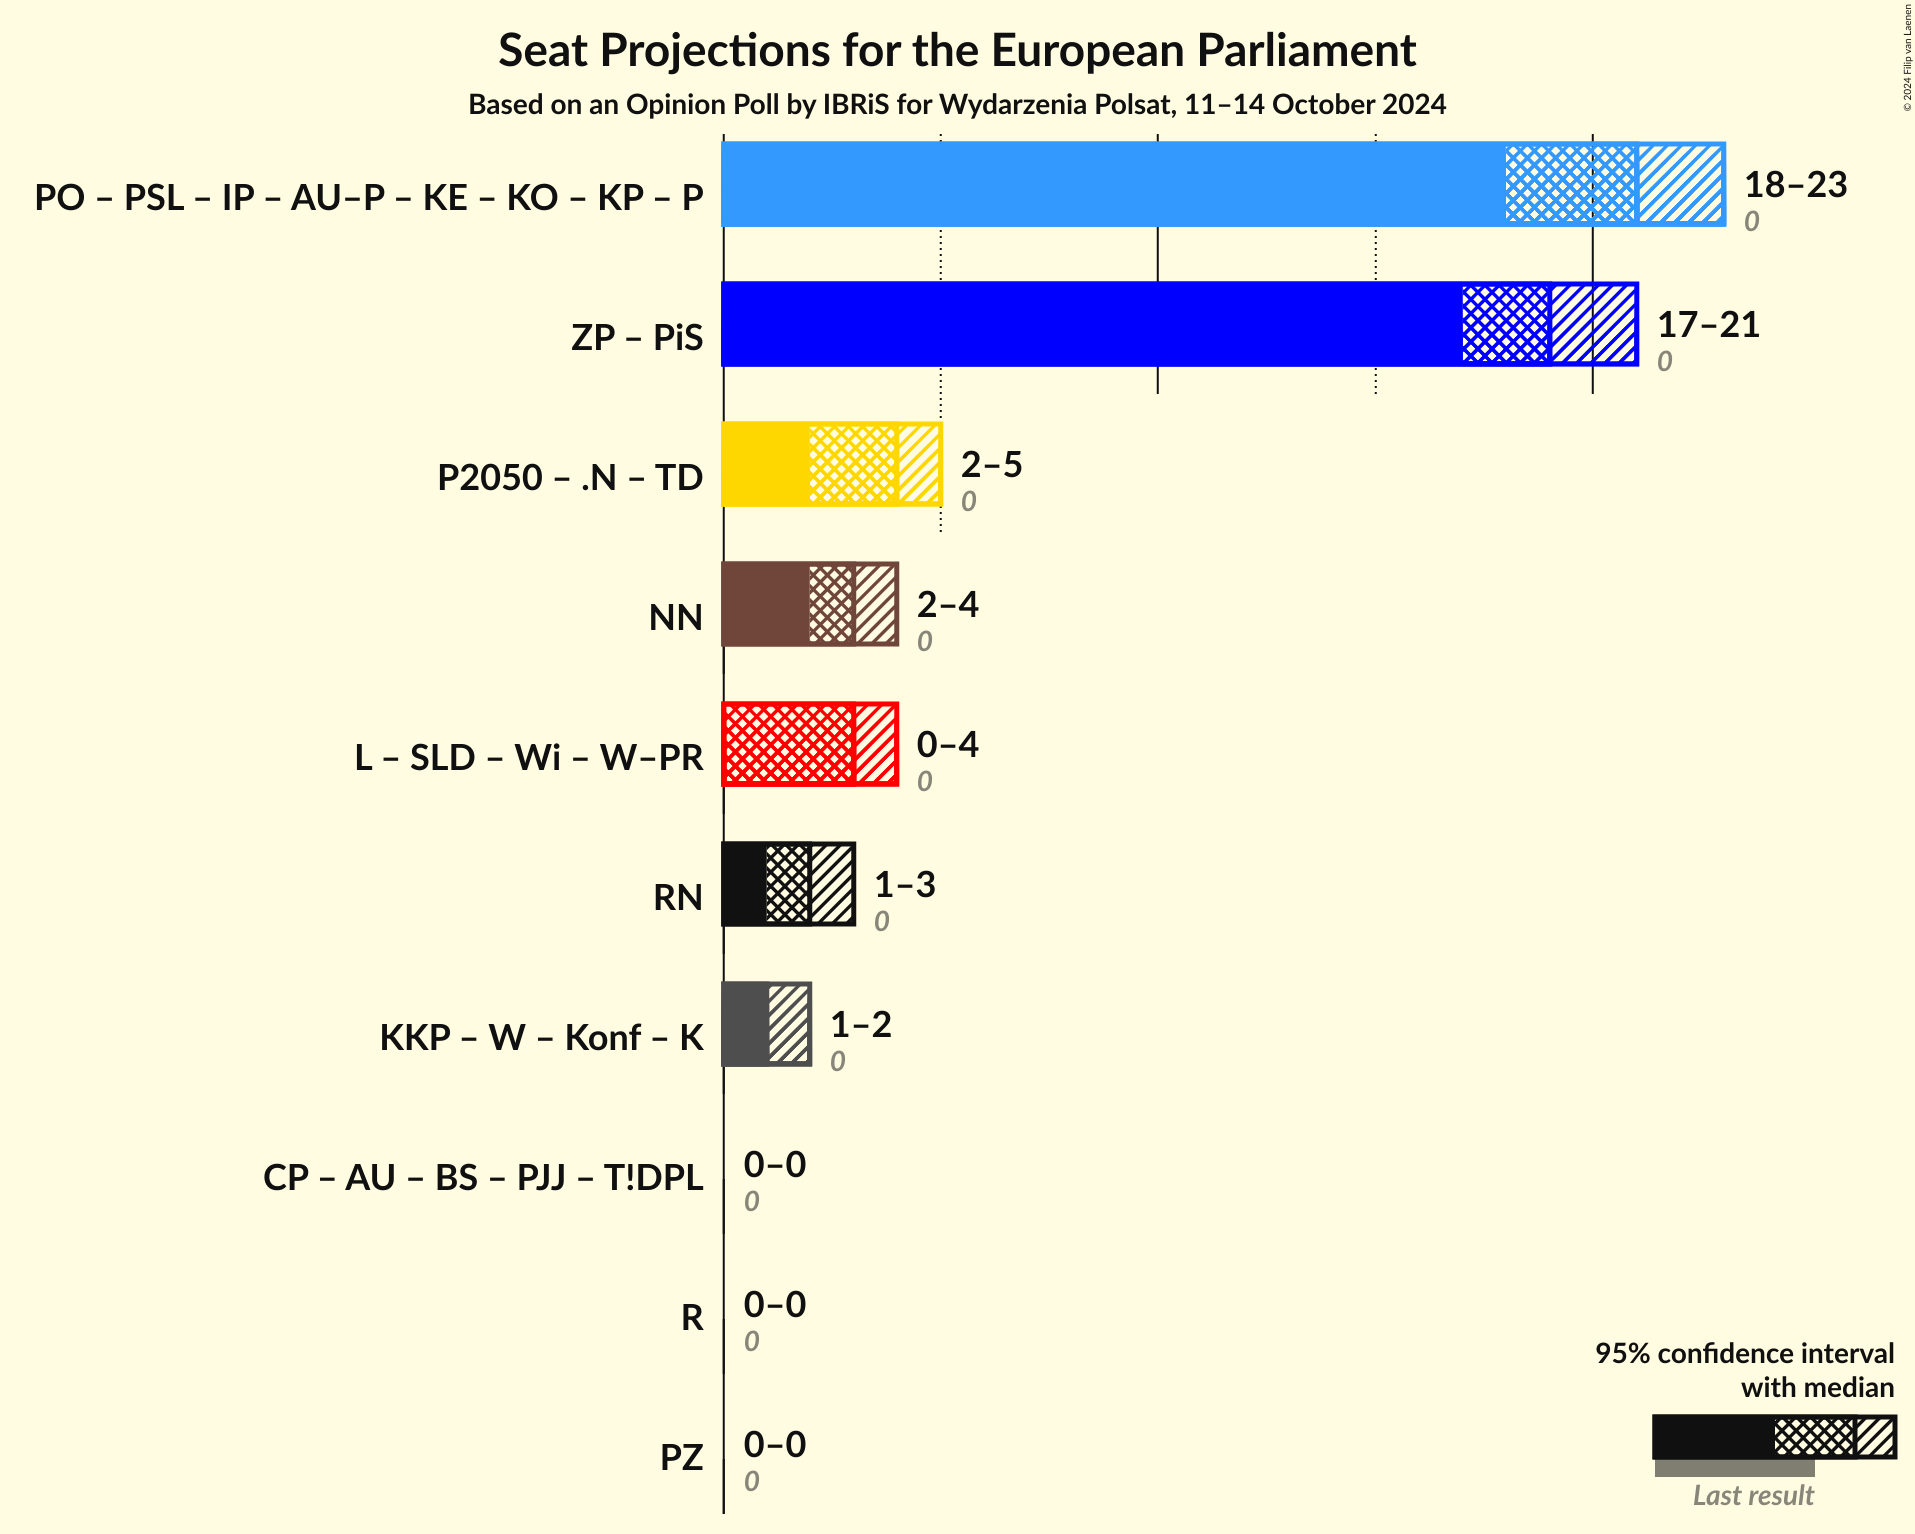 Seat Projections for the European Parliament
Based on an Opinion Poll by IBRiS for Wydarzenia Polsat, 11–14 October 2024
© 2024 Filip van Laenen
PO – PSL – IP – AU–P – KE – KO – KP – P
18–23
0
ZP – PiS
17–21
0
P2050 – .N – TD
2–5
0
NN
2–4
0
L – SLD – Wi – W–PR
0–4
0
RN
1–3
0
KKP – W – Konf – K
1–2
0
CP – AU – BS – PJJ – T!DPL
0–0
0
R
0–0
0
PZ
0–0
0
95% confidence interval
with median
Last result